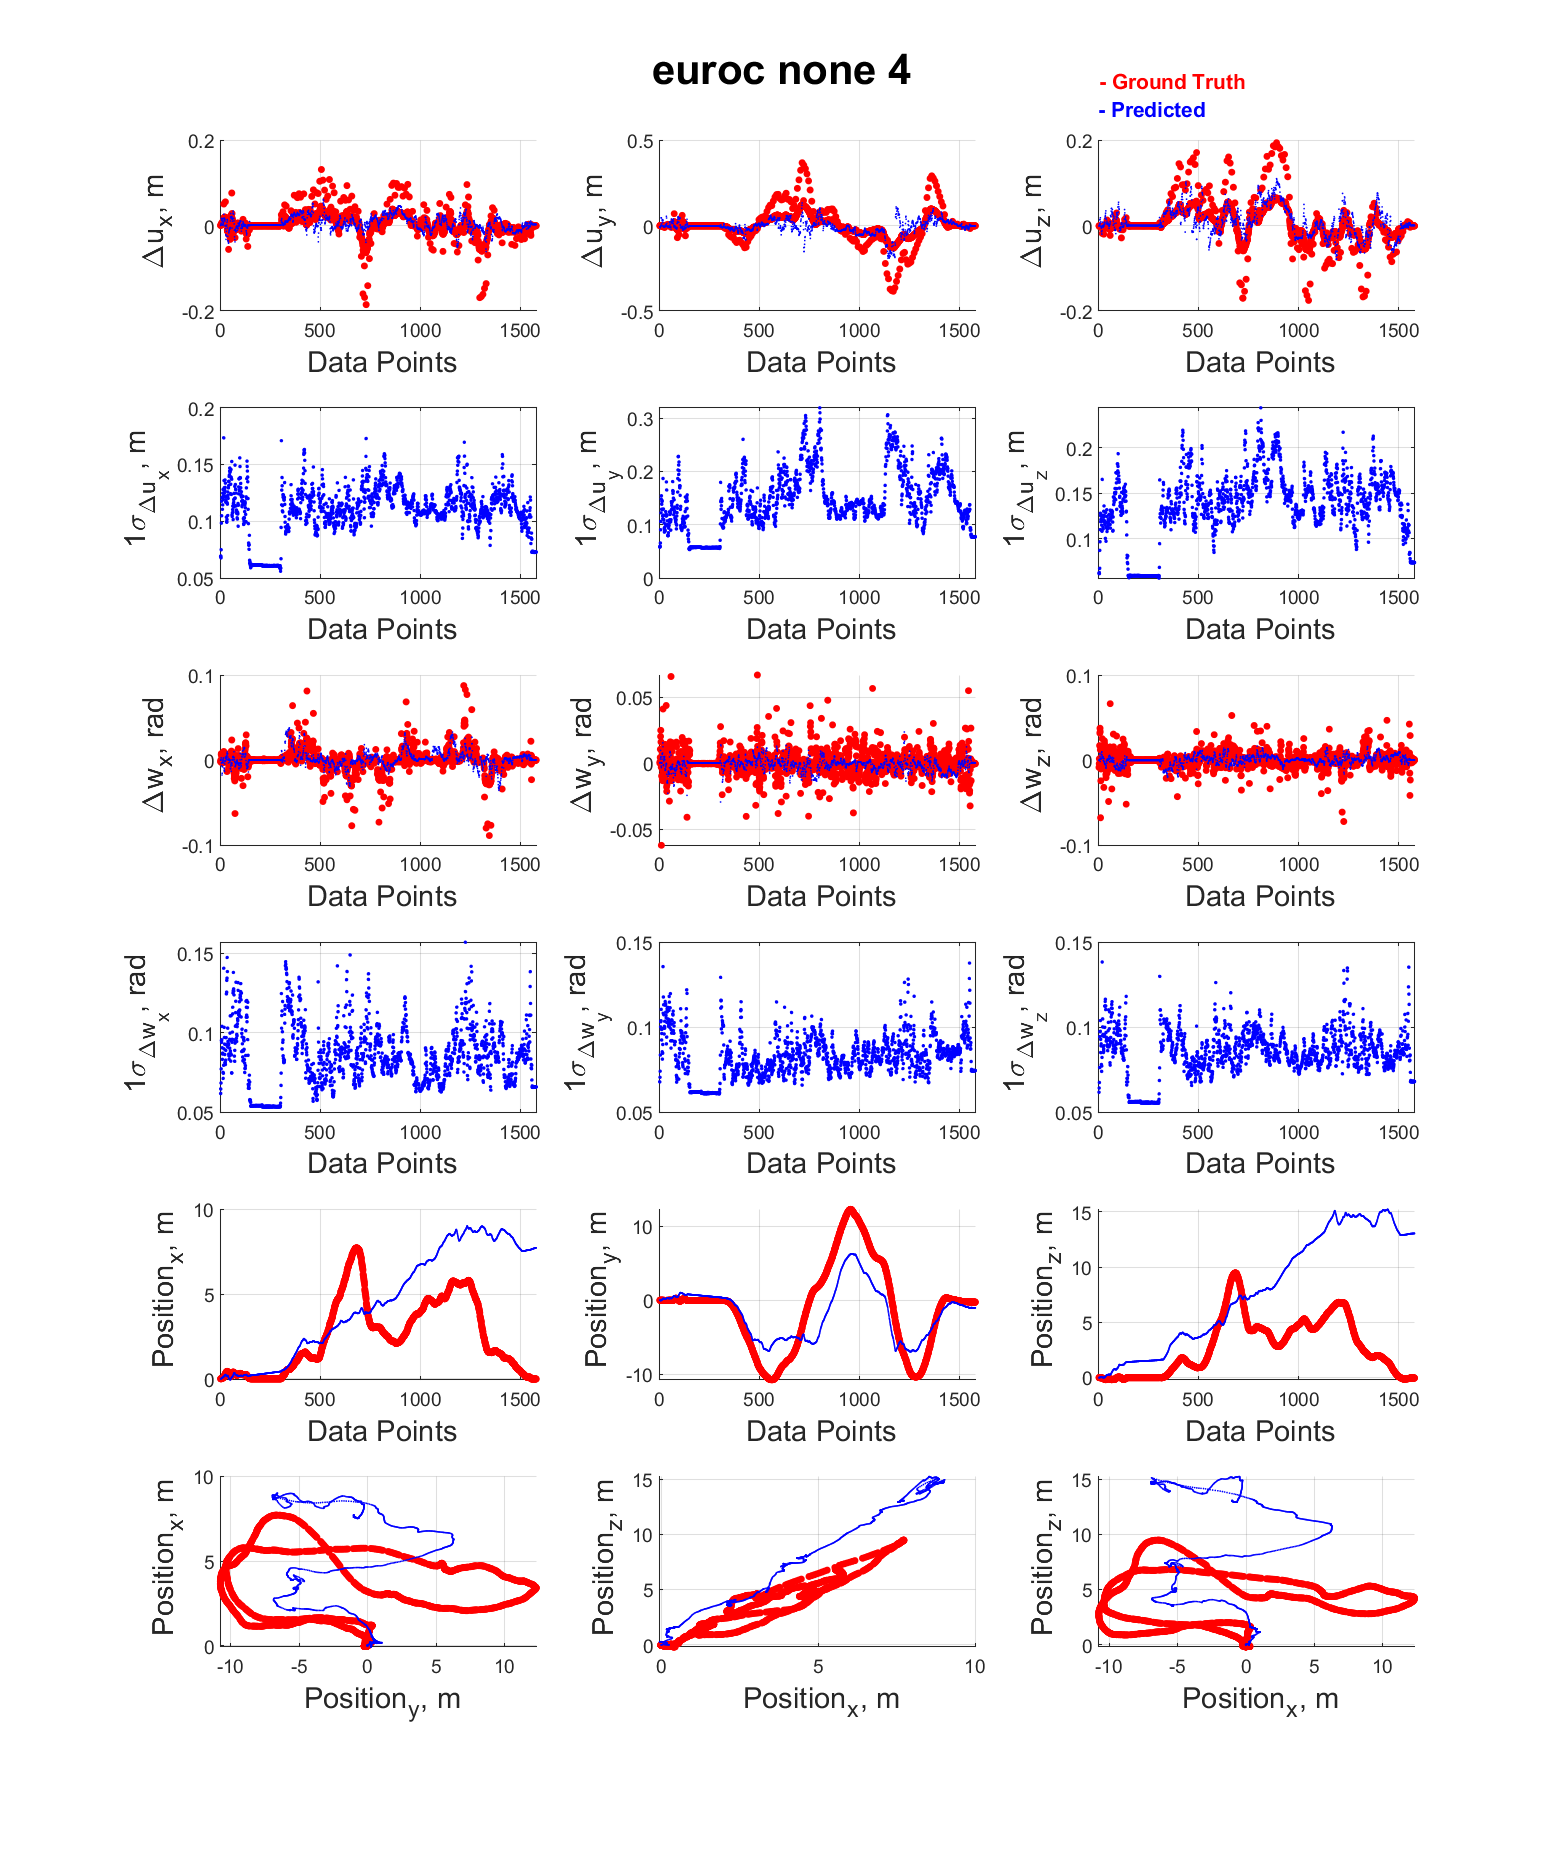 euroc none 4
- Ground Truth
- Predicted
0.2
0
-0.2
Δu_x, m
0 500 1000 1500
Data Points
0.5
0
-0.5
Δu_y, m
0 500 1000 1500
Data Points
0.2
0
-0.2
Δu_z, m
0 500 1000 1500
Data Points
0.2
0.15
0.1
0.05
1σ_Δu_x, m
0 500 1000 1500
Data Points
0.3
0.2
0.1
0
1σ_Δu_y, m
0 500 1000 1500
Data Points
0.2
0.15
0.1
1σ_Δu_z, m
0 500 1000 1500
Data Points
0.1
0
-0.1
Δw_x, rad
0 500 1000 1500
Data Points
0.05
0
-0.05
Δw_y, rad
0 500 1000 1500
Data Points
0.1
0
-0.1
Δw_z, rad
0 500 1000 1500
Data Points
0.15
0.1
0.05
1σ_Δw_x, rad
0 500 1000 1500
Data Points
0.15
0.1
0.05
1σ_Δw_y, rad
0 500 1000 1500
Data Points
0.15
0.1
0.05
1σ_Δw_z, rad
0 500 1000 1500
Data Points
10
5
0
Position_x, m
0 500 1000 1500
Data Points
10
0
-10
Position_y, m
0 500 1000 1500
Data Points
15
10
5
0
Position_z, m
0 500 1000 1500
Data Points
10
5
0
Position_x, m
-10 -5 0 5 10
Position_y, m
15
10
5
0
Position_z, m
0 5 10
Position_x, m
15
10
5
0
Position_z, m
-10 -5 0 5 10
Position_x, m